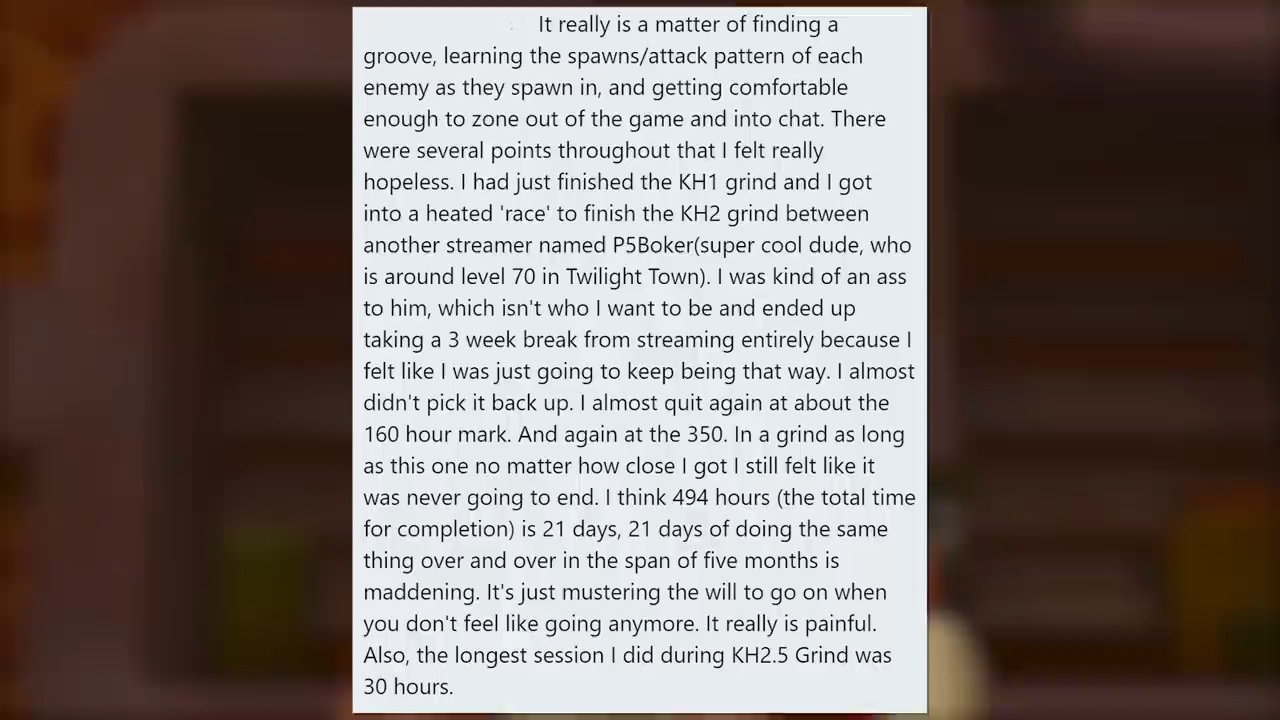 It really is a matter of finding a
groove, learning the spawns/attack pattern of each
enemy as they spawn in, and getting comfortable
enough to zone out of the game and into chat. There
were several points throughout that I felt really
hopeless. I had just finished the KH1 grind and I got
into a heated 'race' to finish the KH2 grind between
another streamer named P5Boker(super cool dude, who
is around level 70 in Twilight Town). I was kind of an ass
to him, which isn't who I want to be and ended up
taking a 3 week break from streaming entirely because I
felt like I was just going to keep being that way. I almost
didn't pick it back up. I almost quit again at about the
160 hour mark. And again at the 350. In a grind as long
as this one no matter how close I got I still felt like it
was never going to end. I think 494 hours (the total time
for completion) is 21 days, 21 days of doing the same
thing over and over in the span of five months is
maddening. It's just mustering the will to go on when
you don't feel like going anymore. It really is painful.
Also, the longest session I did during KH2.5 Grind was
30 hours.